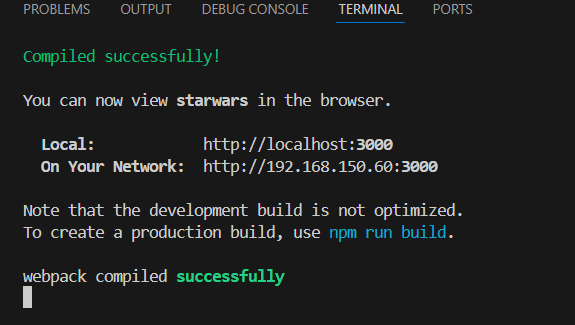 PROBLEMS OUTPUT DEBUG CONSOLE TERMINAL PORTS
Compiled successfully!
You can now view starwars in the browser.
Local: http://localhost:3000
On Your Network: http://192.168.150.60:3000
Note that the development build is not optimized.
To create a production build, use npm run build.
webpack compiled successfully